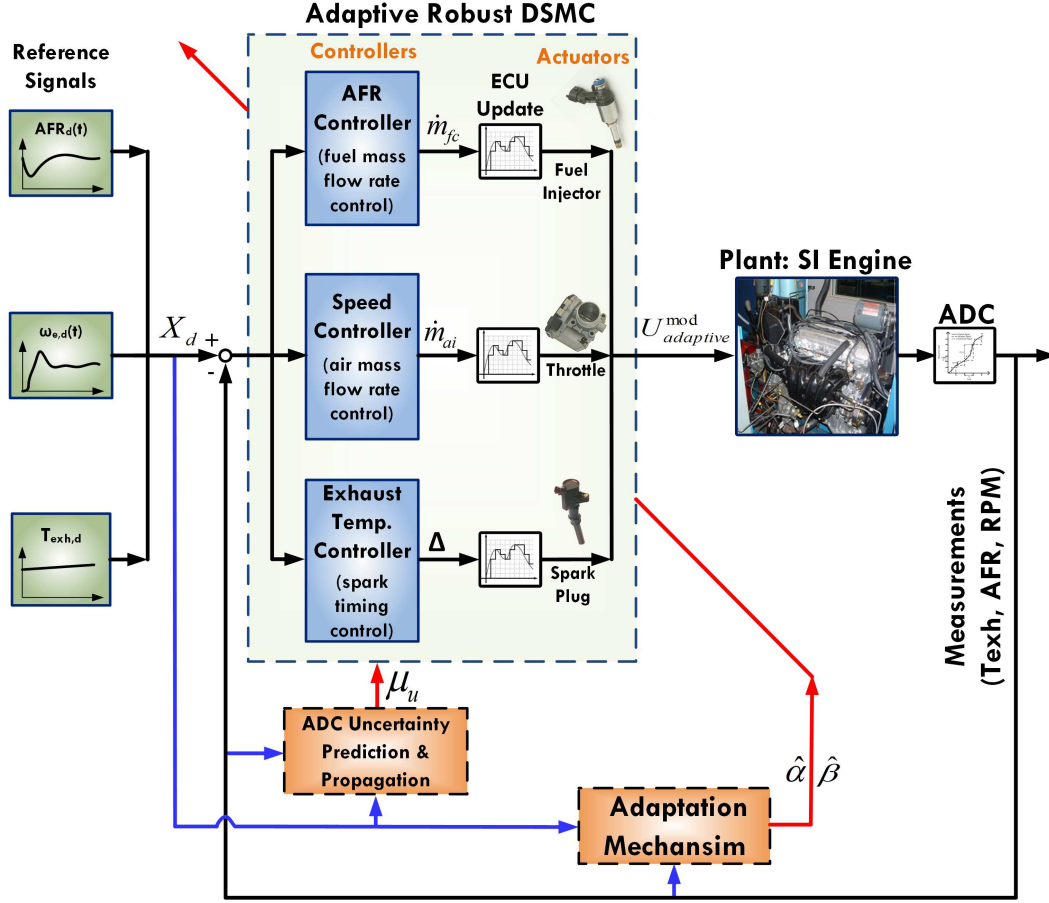 Adaptive Robust DSMC
Reference
Signals
Controllers
Actuators
AFRd(t)
AFR
Controller
(fuel mass
flow rate
control)
ṁfc
ECU
Update
Fuel
Injector
ωe,d(t)
Xd
+
-
Speed
Controller
(air mass
flow rate
control)
ṁai
Throttle
U mod adaptive
Plant: SI Engine
ADC
Texh,d
Exhaust
Temp.
Controller
(spark
timing
control)
Δ
Spark
Plug
Measurements
(Texh, AFR, RPM)
μu
ADC Uncertainty
Prediction &
Propagation
α̂ β̂
Adaptation
Mechansim